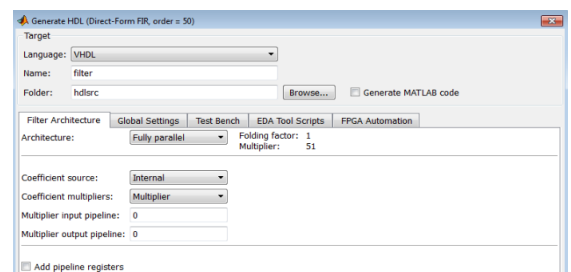 Generate HDL (Direct-Form FIR, order = 50)
Target
Language: VHDL
Name: filter
Folder: hdlsrc Browse... Generate MATLAB code
Filter Architecture Global Settings Test Bench EDA Tool Scripts FPGA Automation
Architecture: Fully parallel Folding factor: 1
Multiplier: 51
Coefficient source: Internal
Coefficient multipliers: Multiplier
Multiplier input pipeline: 0
Multiplier output pipeline: 0
Add pipeline registers